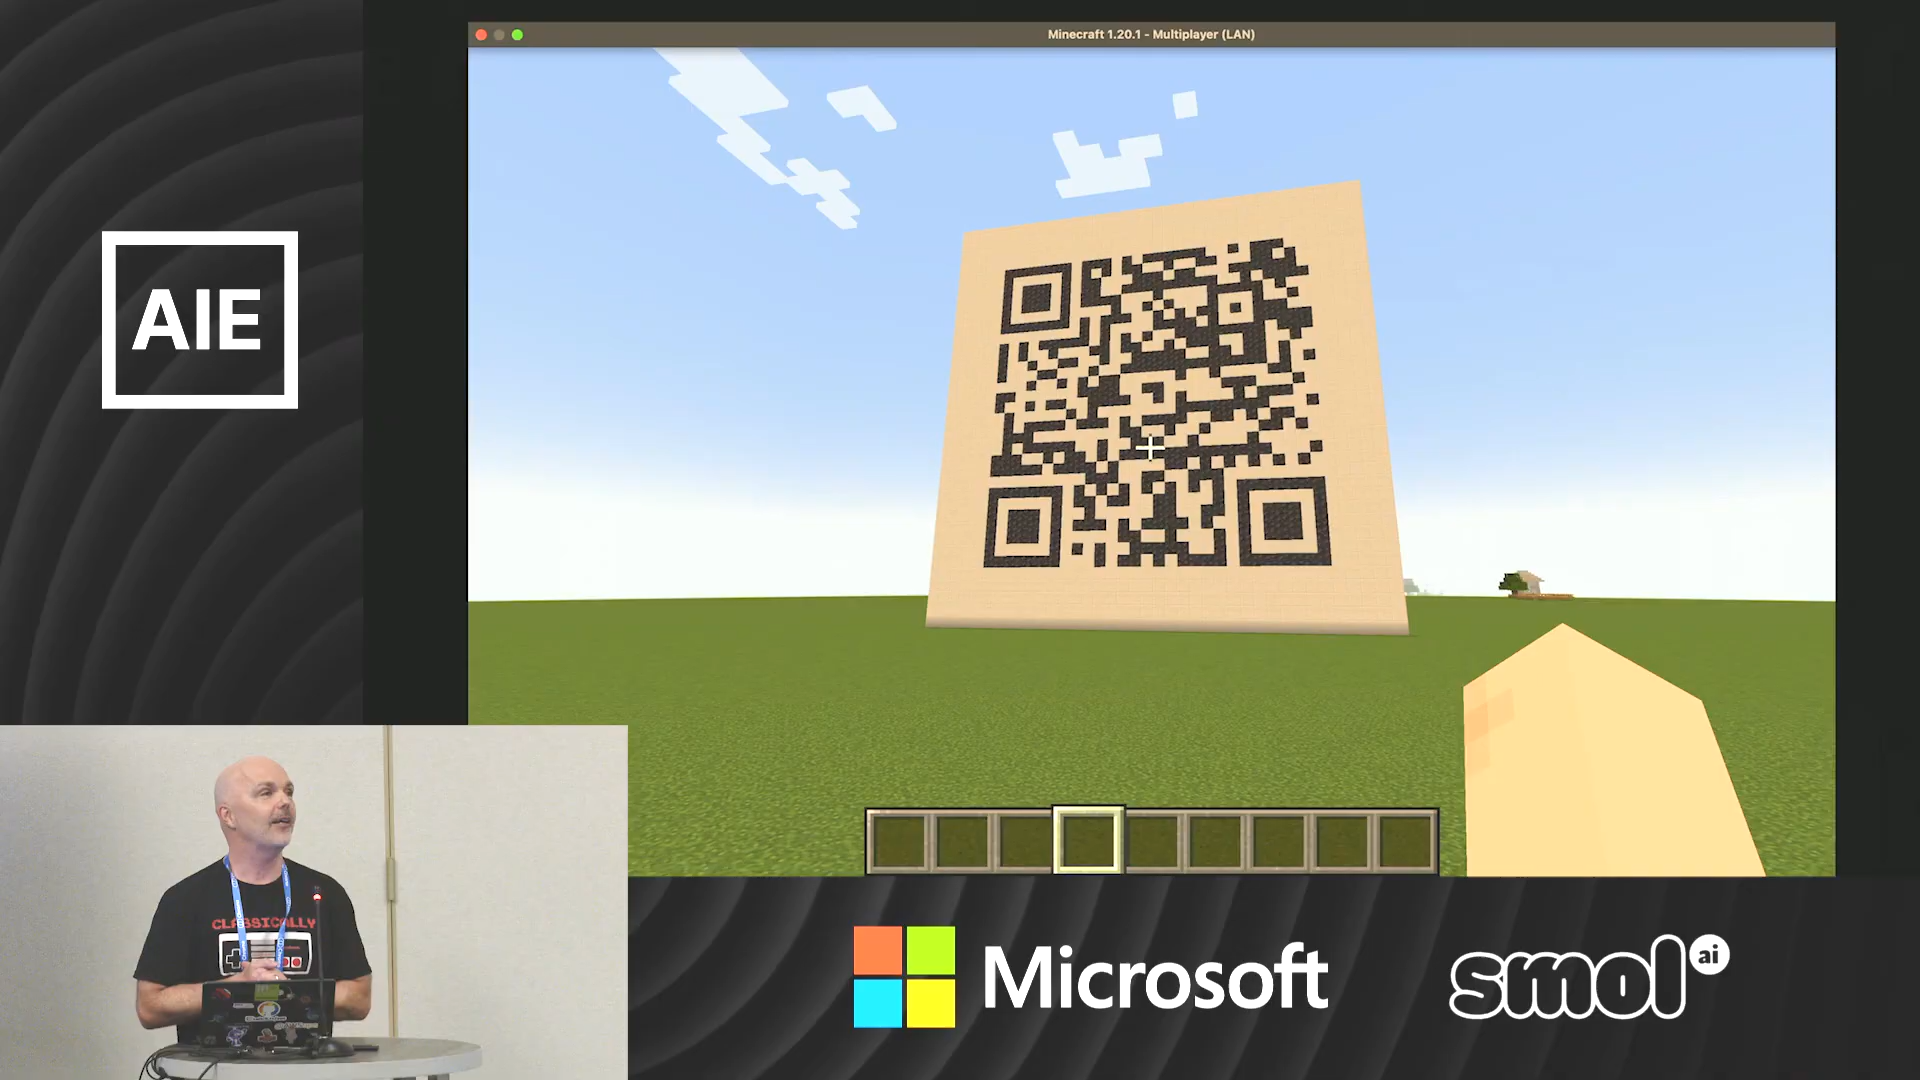 Minecraft 1.20.1 - Multiplayer (LAN)
AIE
CLASSICALLY
Microsoft
smol ai